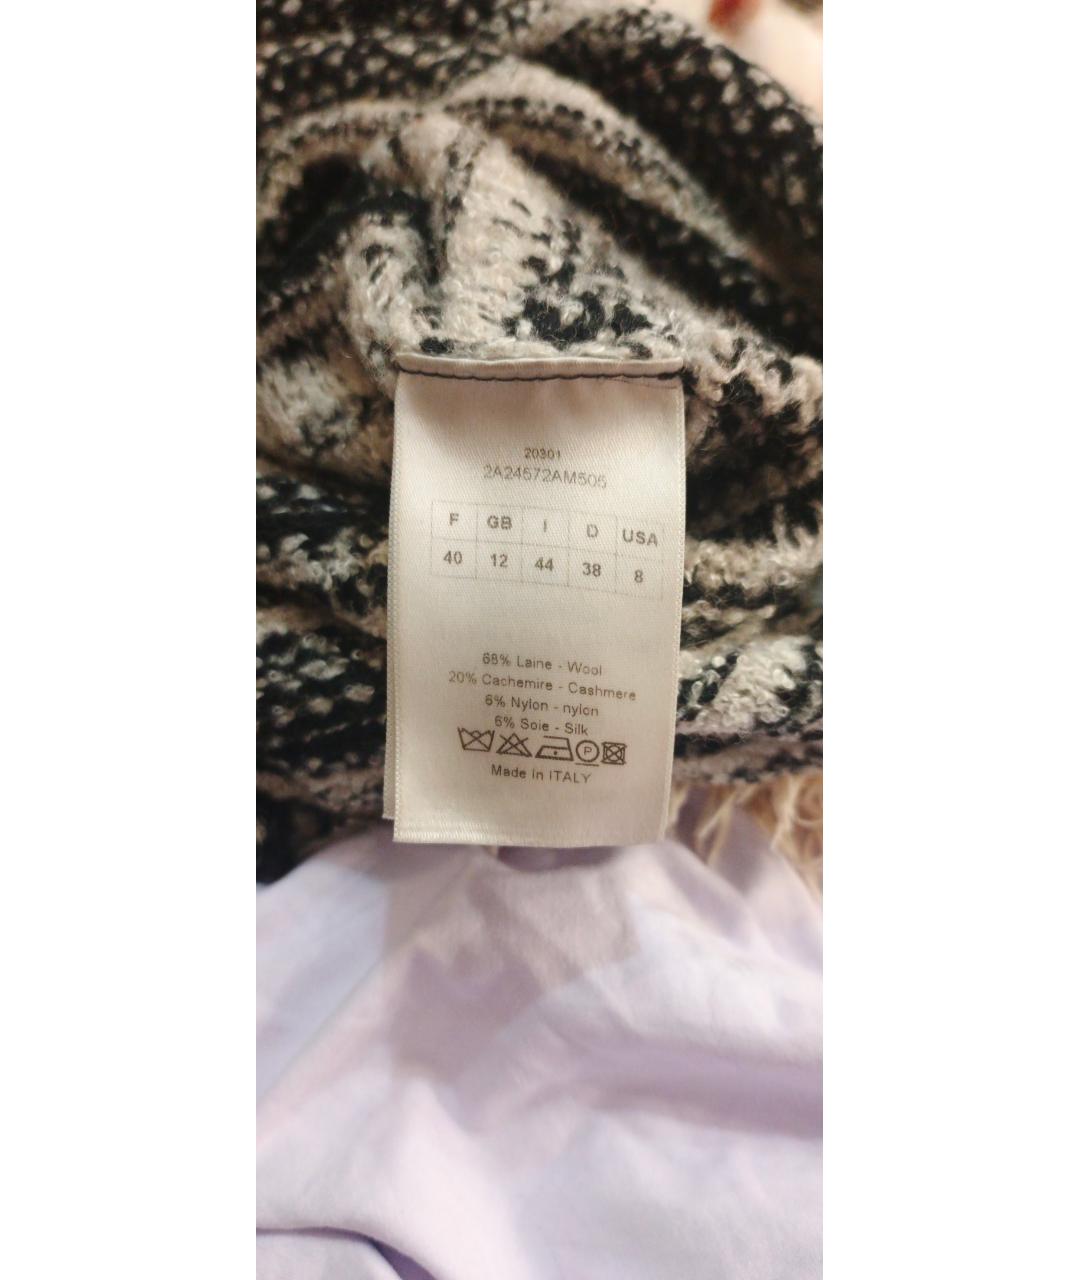 20301
2A24572AM505
F GB I D USA
40 12 44 38 8
68% Laine - Wool
20% Cachemire - Cashmere
6% Nylon - nylon
6% Soie - Silk
P
Made in ITALY